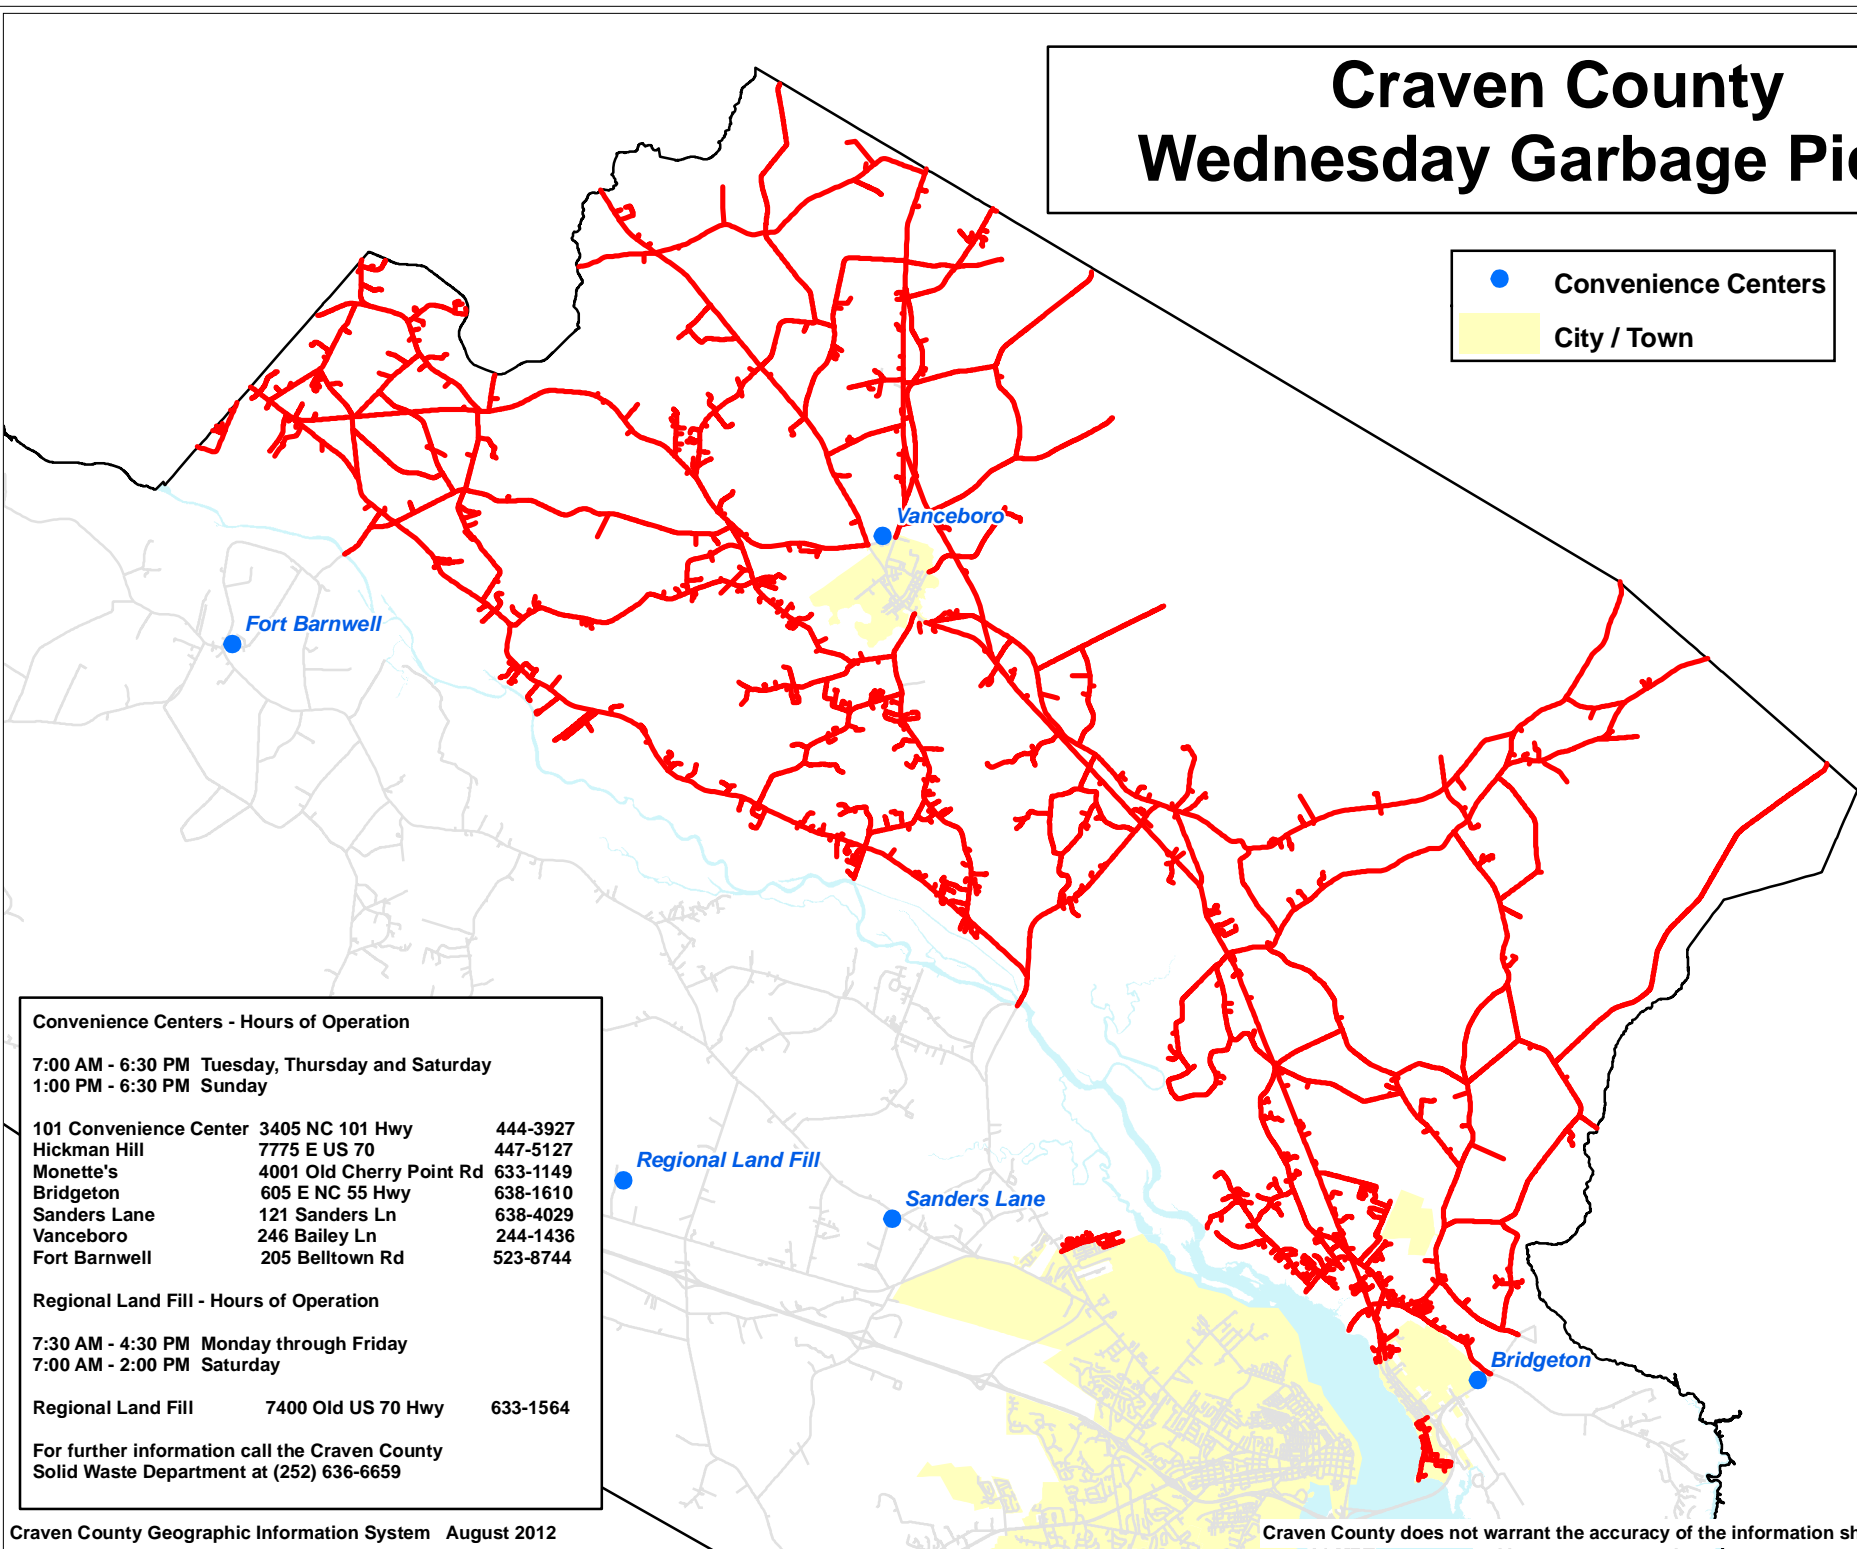 Craven County
Wednesday Garbage
Convenience Centers
City / Town
Vanceboro
Fort Barnwell
Regional Land Fill
Sanders Lane
Bridgeton
Convenience Centers - Hours of Operation
7:00 AM - 6:30 PM Tuesday, Thursday and Saturday
1:00 PM - 6:30 PM Sunday
101 Convenience Center 3405 NC 101 Hwy 444-3927
Hickman Hill 7775 E US 70 447-5127
Monette's 4001 Old Cherry Point Rd 633-1149
Bridgeton 605 E NC 55 Hwy 638-1610
Sanders Lane 121 Sanders Ln 638-4029
Vanceboro 246 Bailey Ln 244-1436
Fort Barnwell 205 Belltown Rd 523-8744
Regional Land Fill - Hours of Operation
7:30 AM - 4:30 PM Monday through Friday
7:00 AM - 2:00 PM Saturday
Regional Land Fill 7400 Old US 70 Hwy 633-1564
For further information call the Craven County
Solid Waste Department at (252) 636-6659
Craven County Geographic Information System August 2012
Craven County does not warrant the accuracy of the information